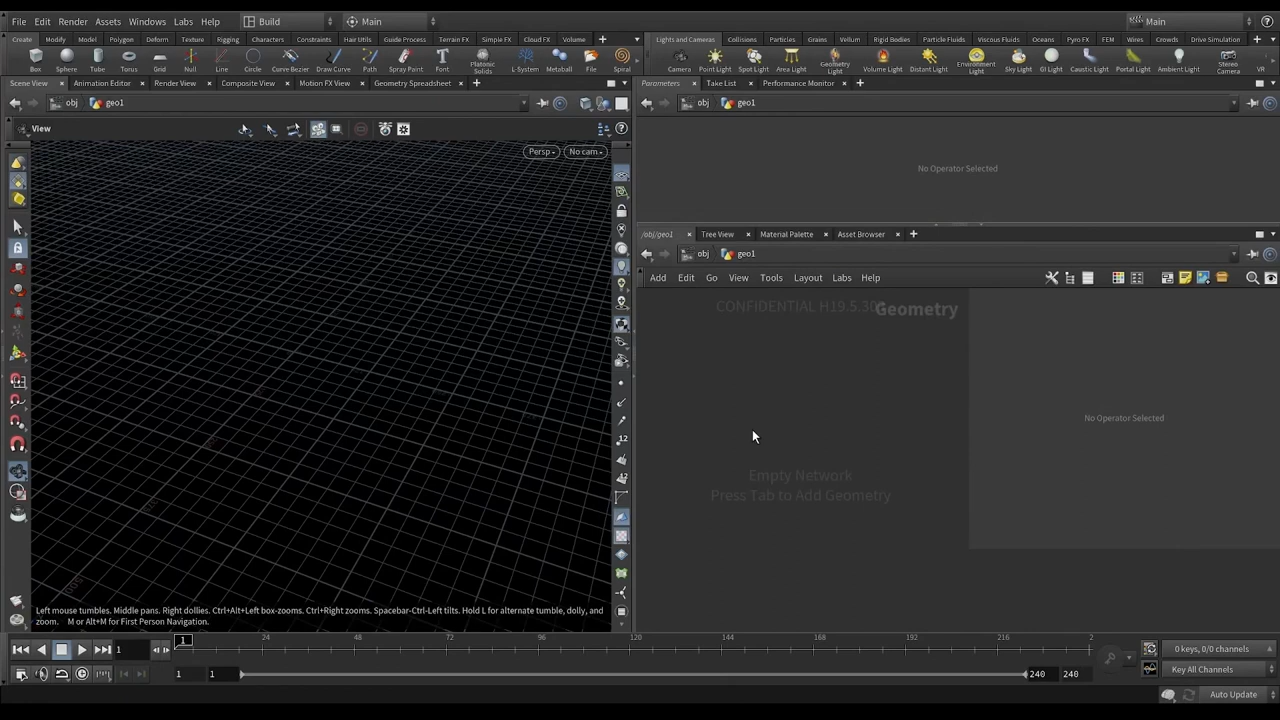 File Edit Render Assets Windows Labs Help Build Main Main
Create Modify Model Polygon Deform Texture Rigging Characters Constraints Hair Utils Guide Process Terrain FX Simple FX Cloud FX Volume
Lights and Cameras Collisions Particles Grains Vellum Rigid Bodies Particle Fluids Viscous Fluids Oceans Pyro FX FEM Wires Crowds Drive Simulation
Box Sphere Tube Torus Grid Null Line Circle Curve Bezier Draw Curve Path Spray Paint Font Platonic Solids L-System Metaball File Spiral
Camera Point Light Spot Light Area Light Geometry Light Volume Light Distant Light Environment Light Sky Light GI Light Caustic Light Portal Light Ambient Light Stereo Camera VR
Scene View Animation Editor Render View Composite View Motion FX View Geometry Spreadsheet
Parameters Take List Performance Monitor
obj geo1
obj geo1
View
Persp No cam
No Operator Selected
/obj/geo1 Tree View Material Palette Asset Browser
obj geo1
Add Edit Go View Tools Layout Labs Help
CONFIDENTIAL H19.5.30
Geometry
No Operator Selected
Empty Network
Press Tab to Add Geometry
12
12
Left mouse tumbles. Middle pans. Right dollies. Ctrl+Alt+Left box-zooms. Ctrl+Right zooms. Spacebar-Ctrl-Left tilts. Hold L for alternate tumble, dolly, and
zoom. M or Alt+M for First Person Navigation.
1 24 48 72 96 120 144 168 192 216 2
1
0 keys, 0/0 channels
1 1 240 240
Key All Channels
Auto Update